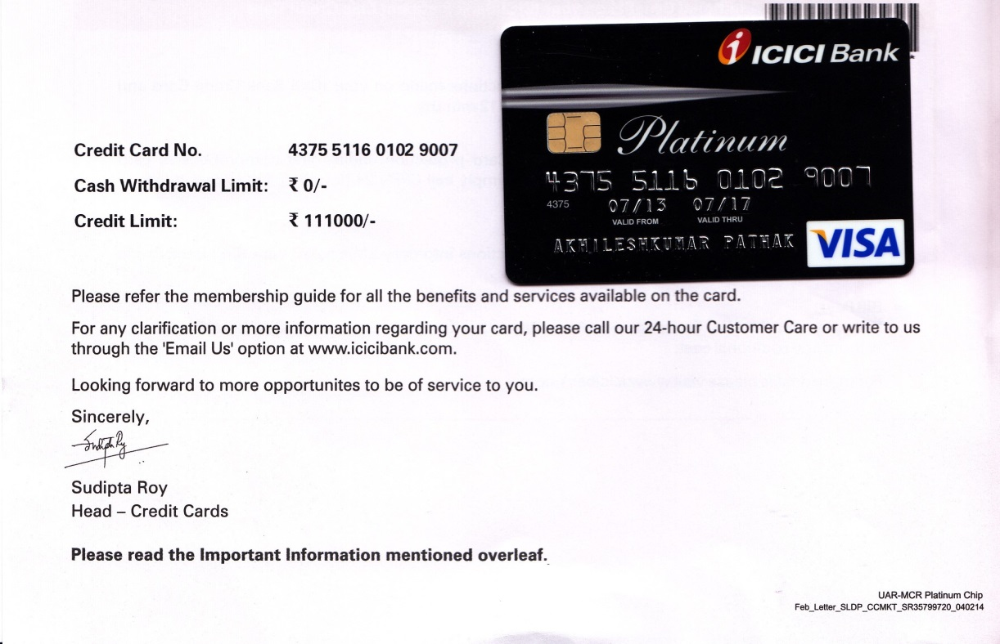 ICICI Bank
Platinum
Credit Card No. 4375 5116 0102 9007
4375 5116 0102 9007
Cash Withdrawal Limit: ₹ 0/-
4375 07/13 07/17
VALID FROM VALID THRU
Credit Limit: ₹ 111000/-
AKHILESHKUMAR PATHAK
VISA
Please refer the membership guide for all the benefits and services available on the card.
For any clarification or more information regarding your card, please call our 24-hour Customer Care or write to us
through the 'Email Us' option at www.icicibank.com.
Looking forward to more opportunites to be of service to you.
Sincerely,
Sudipta Roy
Sudipta Roy
Head – Credit Cards
Please read the Important Information mentioned overleaf.
UAR-MCR Platinum Chip
Feb_Letter_SLDP_CCMKT_SR35799720_040214